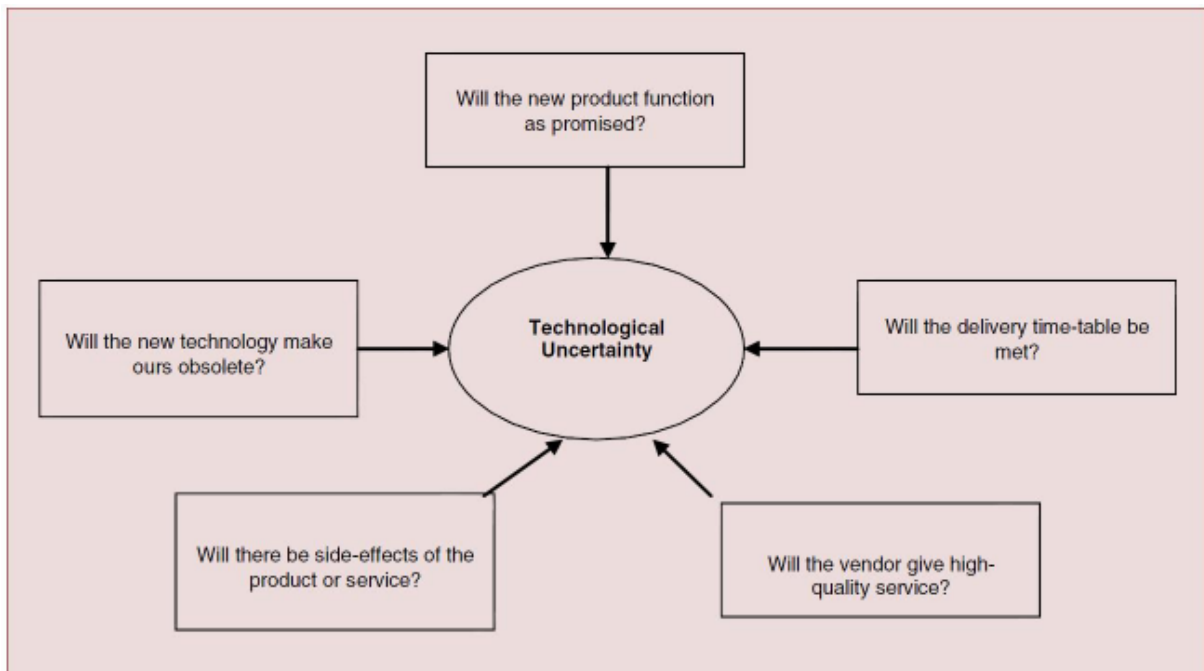 Will the new product function
as promised?
Technological
Uncertainty
Will the new technology make
ours obsolete?
Will the delivery time-table be
met?
Will there be side-effects of the
product or service?
Will the vendor give high-
quality service?